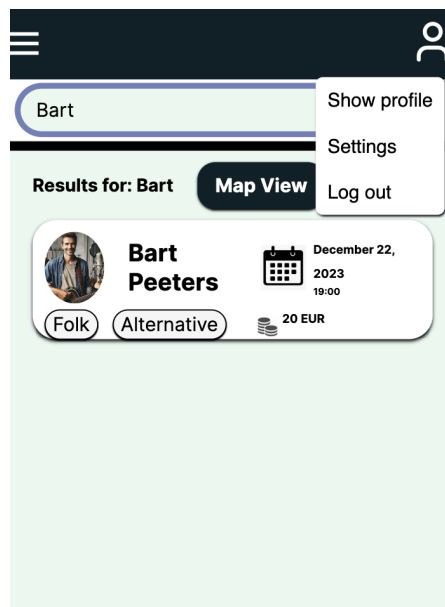 Bart
Show profile
Settings
Log out
Results for: Bart
Map View
Bart
Peeters
December 22,
2023
19:00
Folk
Alternative
20 EUR